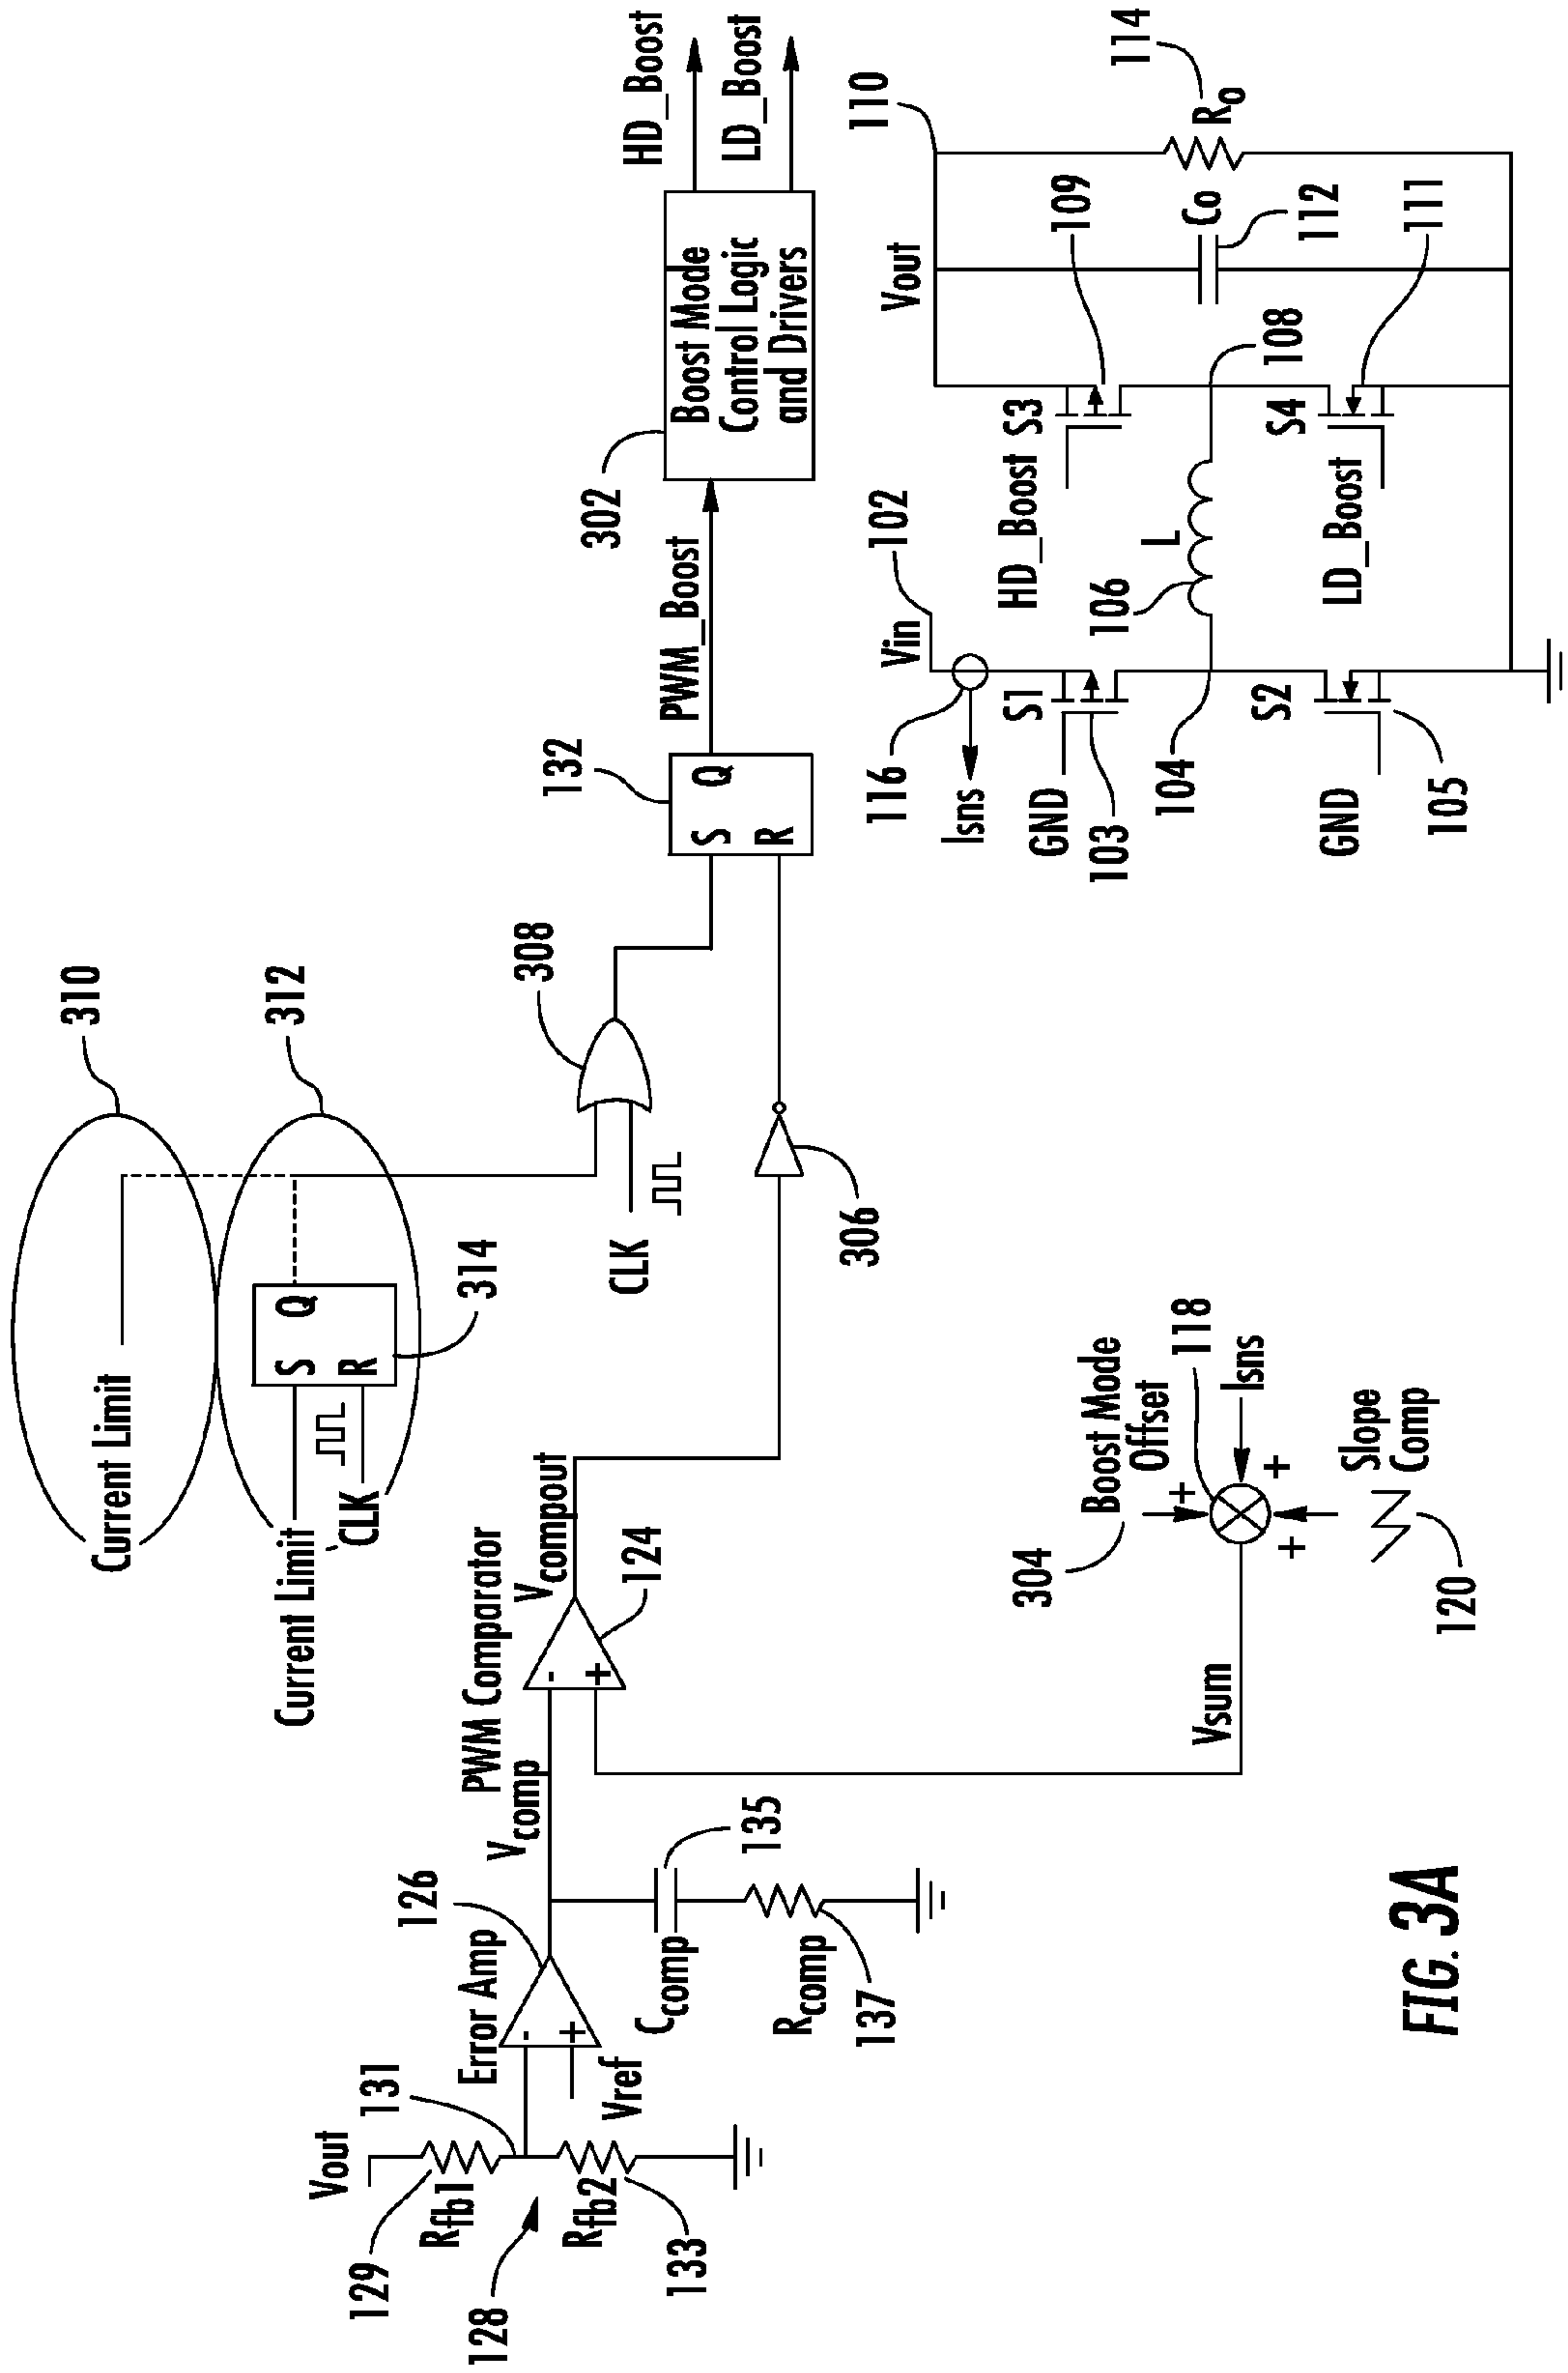 310
Current Limit
312
Current Limit
CLK
S Q
R
314
308
CLK
306
132
S Q
R
PWM_Boost
302
Boost Mode
Control Logic
and Drivers
HD_Boost
LD_Boost
Vout
129
Rfb1
131
128
Rfb2
133
Error Amp
126
-
+
Vref
Vcomp
Ccomp
135
Rcomp
137
PWM Comparator
-
+
Vcompout
124
Vsum
304
Boost Mode
Offset
118
Isns
+
+
+
Slope
Comp
120
Vin
102
116
Isns
S1
GND
103
104
S2
GND
105
106
L
HD_Boost S3
109
108
S4
LD_Boost
111
Vout
110
Co
112
Ro
114
FIG. 3A